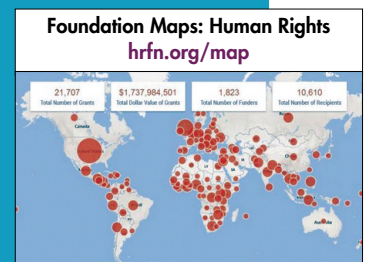 Foundation Maps: Human Rights
hrfn.org/map
21,707
Total Number of Grants
$1,737,984,501
Total Dollar Value of Grants
1,823
Total Number of Funders
10,610
Total Number of Recipients
Canada
Brazil